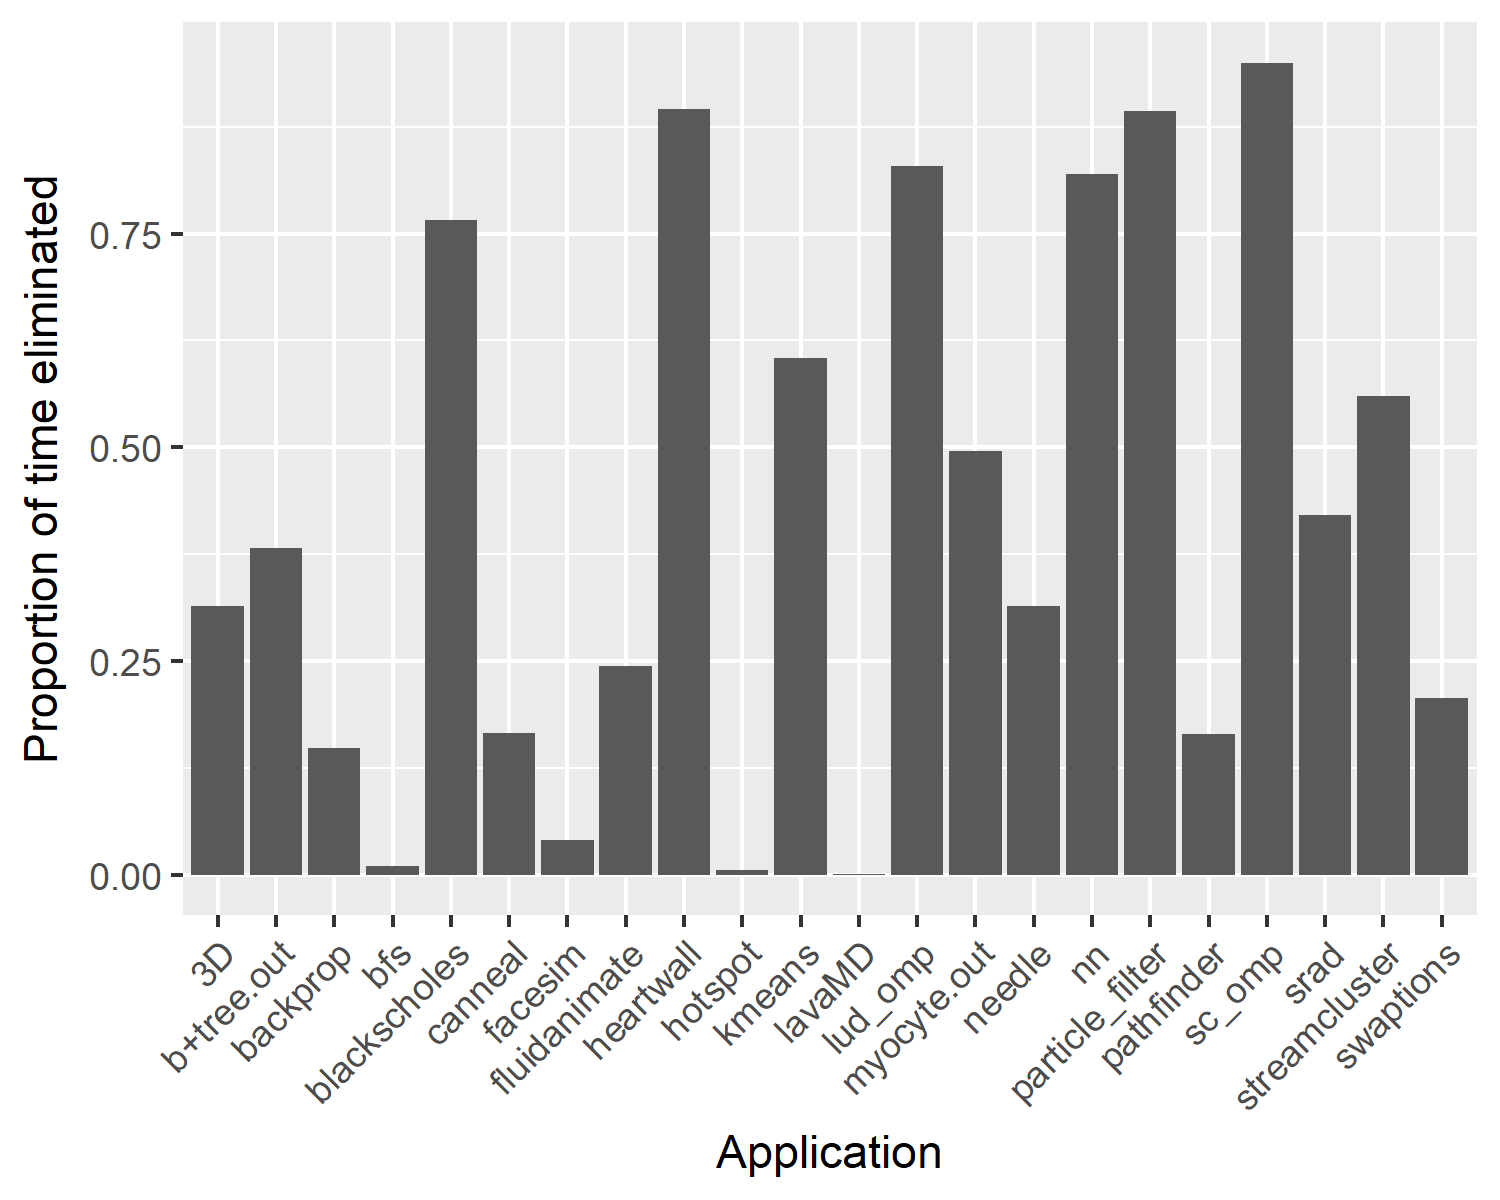 Proportion of time eliminated
0.75
0.50
0.25
0.00
3D
b+tree.out
backprop
bfs
blackscholes
canneal
facesim
fluidanimate
heartwall
hotspot
kmeans
lavaMD
lud_omp
myocyte.out
needle
nn
particle_filter
pathfinder
sc_omp
srad
streamcluster
swaptions
Application